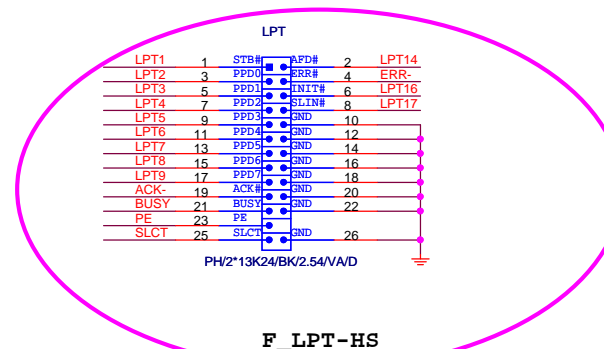 LPT
LPT1 1 STB# AFD# 2 LPT14
LPT2 3 PPD0 ERR# 4 ERR-
LPT3 5 PPD1 INIT# 6 LPT16
LPT4 7 PPD2 SLIN# 8 LPT17
LPT5 9 PPD3 GND 10
LPT6 11 PPD4 GND 12
LPT7 13 PPD5 GND 14
LPT8 15 PPD6 GND 16
LPT9 17 PPD7 GND 18
ACK- 19 ACK# GND 20
BUSY 21 BUSY GND 22
PE 23 PE
SLCT 25 SLCT GND 26
PH/2*13K24/BK/2.54/VA/D
F_LPT-HS